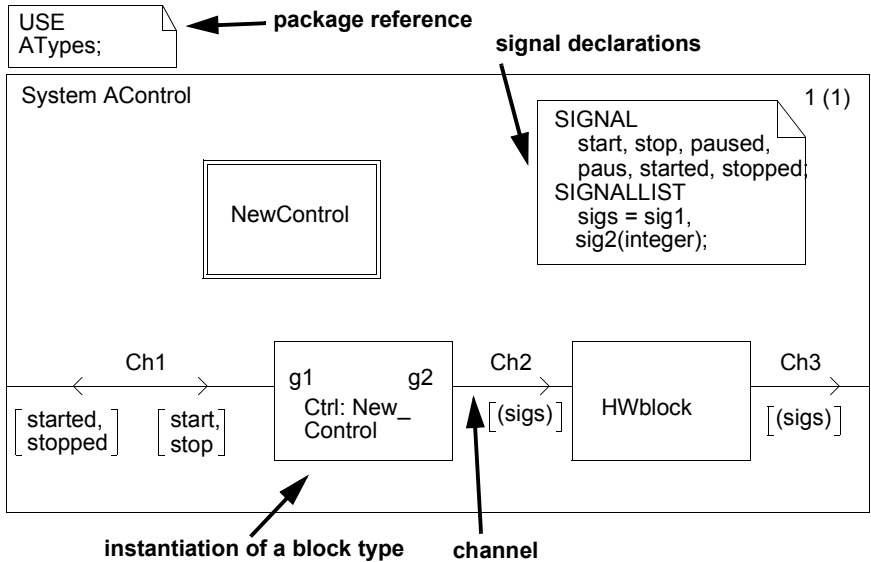 USE
ATypes;
package reference
signal declarations
System AControl
1 (1)
SIGNAL
start, stop, paused,
paus, started, stopped;
SIGNALLIST
sigs = sig1,
sig2(integer);
NewControl
Ch1
g1
g2
Ctrl: New_
Control
Ch2
HWblock
Ch3
[started,
stopped]
[start,
stop]
[(sigs)]
[(sigs)]
instantiation of a block type
channel